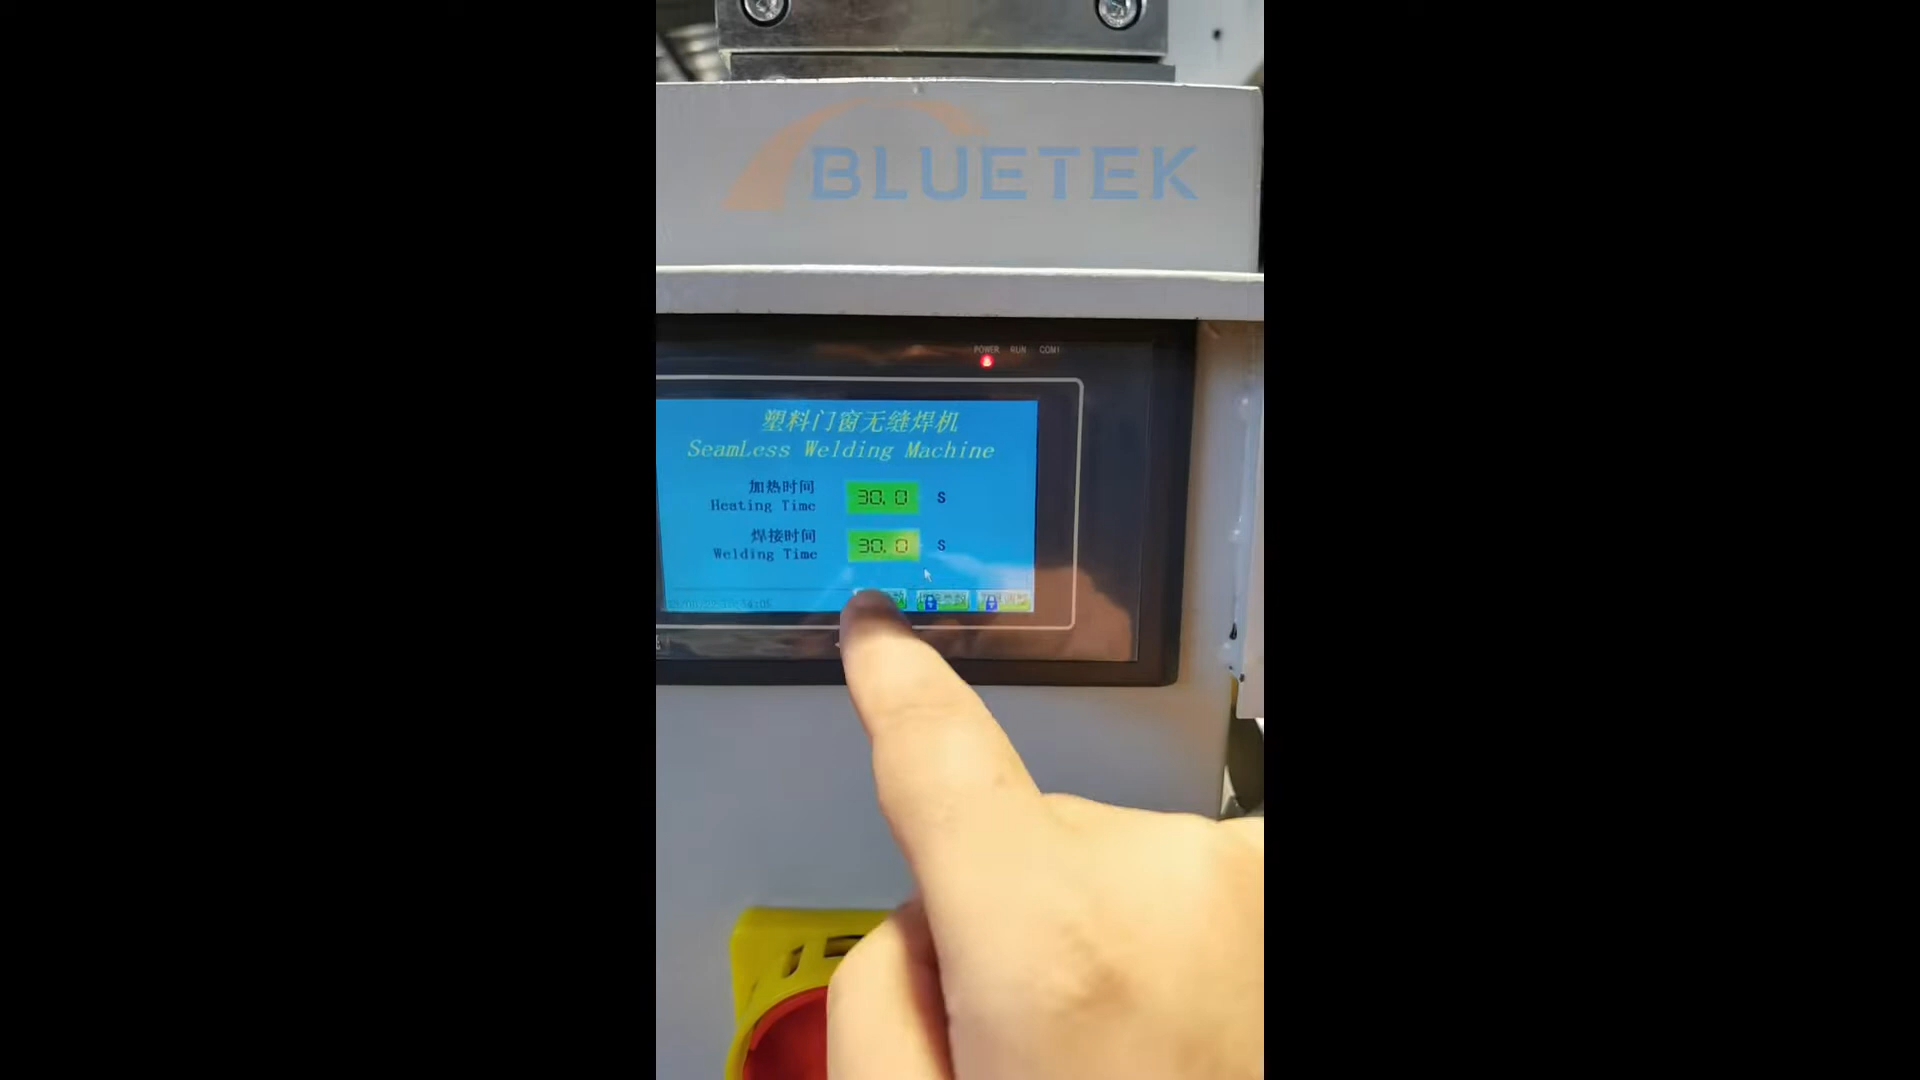 BLUETEK
POWER RUN COM1
塑料门窗无缝焊机
SeamLess Welding Machine
加热时间
Heating Time
30.0 S
焊接时间
Welding Time
30.0 S